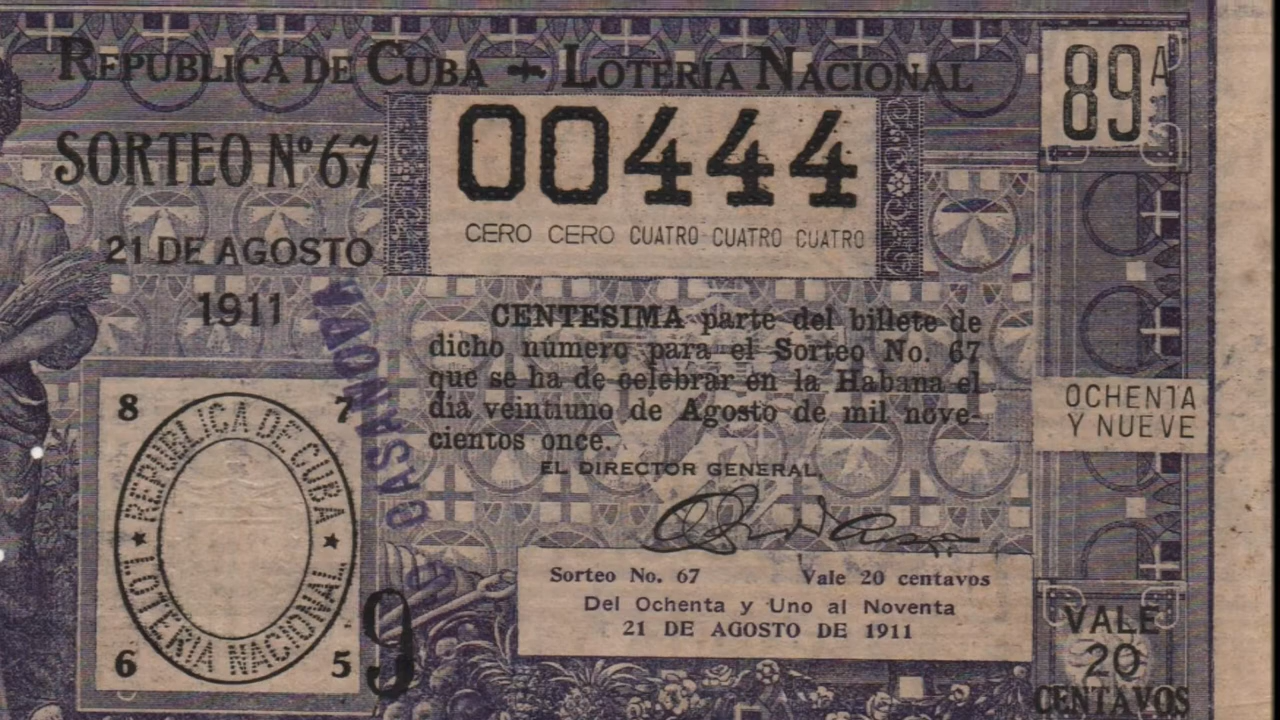 REPUBLICA DE CUBA - LOTERIA NACIONAL
89A
00444
SORTEO Nº 67
CERO CERO CUATRO CUATRO CUATRO
21 DE AGOSTO
1911
CENTESIMA parte del billete de
dicho número para el Sorteo No. 67
que se ha de celebrar en la Habana el
día veintiuno de Agosto de mil nove-
cientos once.
EL DIRECTOR GENERAL,
OCHENTA
Y NUEVE
8 7
REPUBLICA DE CUBA
LOTERIA NACIONAL
6 5
9
CASANOVA
Sorteo No. 67 Vale 20 centavos
Del Ochenta y Uno al Noventa
21 DE AGOSTO DE 1911
VALE
20
CENTAVOS